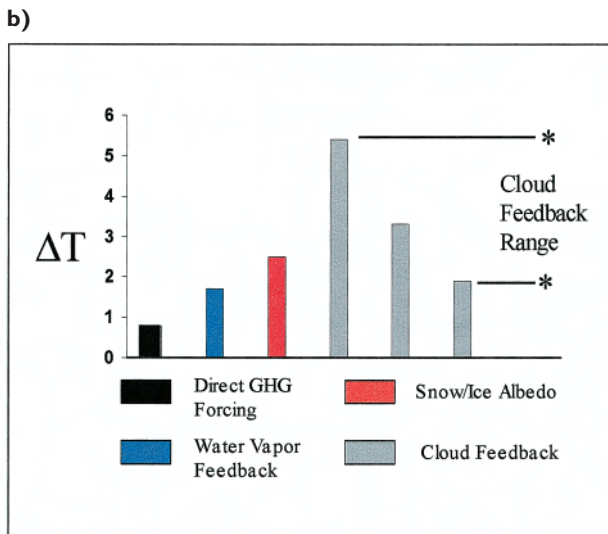 b)
6
5
4
3
2
1
0
ΔT
*
Cloud
Feedback
Range
*
Direct GHG
Forcing
Snow/Ice Albedo
Water Vapor
Feedback
Cloud Feedback